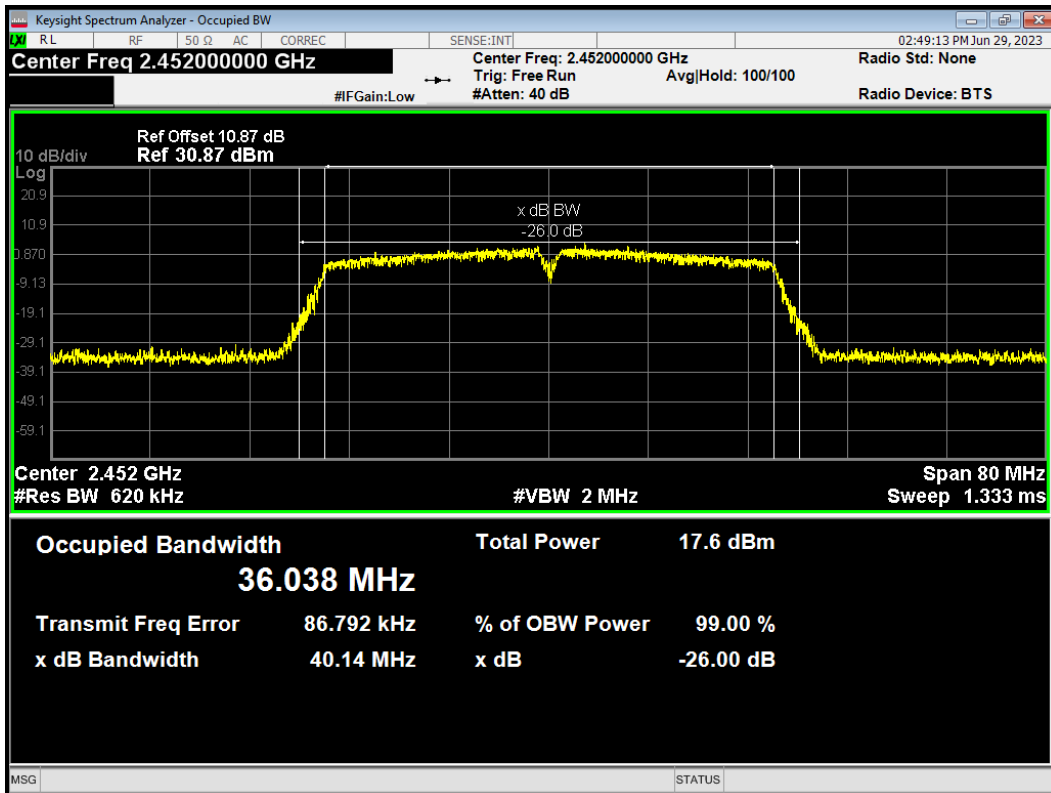 Keysight Spectrum Analyzer - Occupied BW
LXI RL RF 50 Ω AC CORREC SENSE:INT 02:49:13 PM Jun 29, 2023
Center Freq 2.452000000 GHz
Center Freq: 2.452000000 GHz
Radio Std: None
Trig: Free Run
Avg|Hold: 100/100
#IFGain:Low
#Atten: 40 dB
Radio Device: BTS
Ref Offset 10.87 dB
10 dB/div
Ref 30.87 dBm
Log
20.9
10.9
0.870
-9.13
-19.1
-29.1
-39.1
-49.1
-59.1
x dB BW
-26.0 dB
Center 2.452 GHz
Span 80 MHz
#Res BW 620 kHz
#VBW 2 MHz
Sweep 1.333 ms
Occupied Bandwidth
Total Power 17.6 dBm
36.038 MHz
Transmit Freq Error 86.792 kHz
% of OBW Power 99.00 %
x dB Bandwidth 40.14 MHz
x dB -26.00 dB
MSG
STATUS